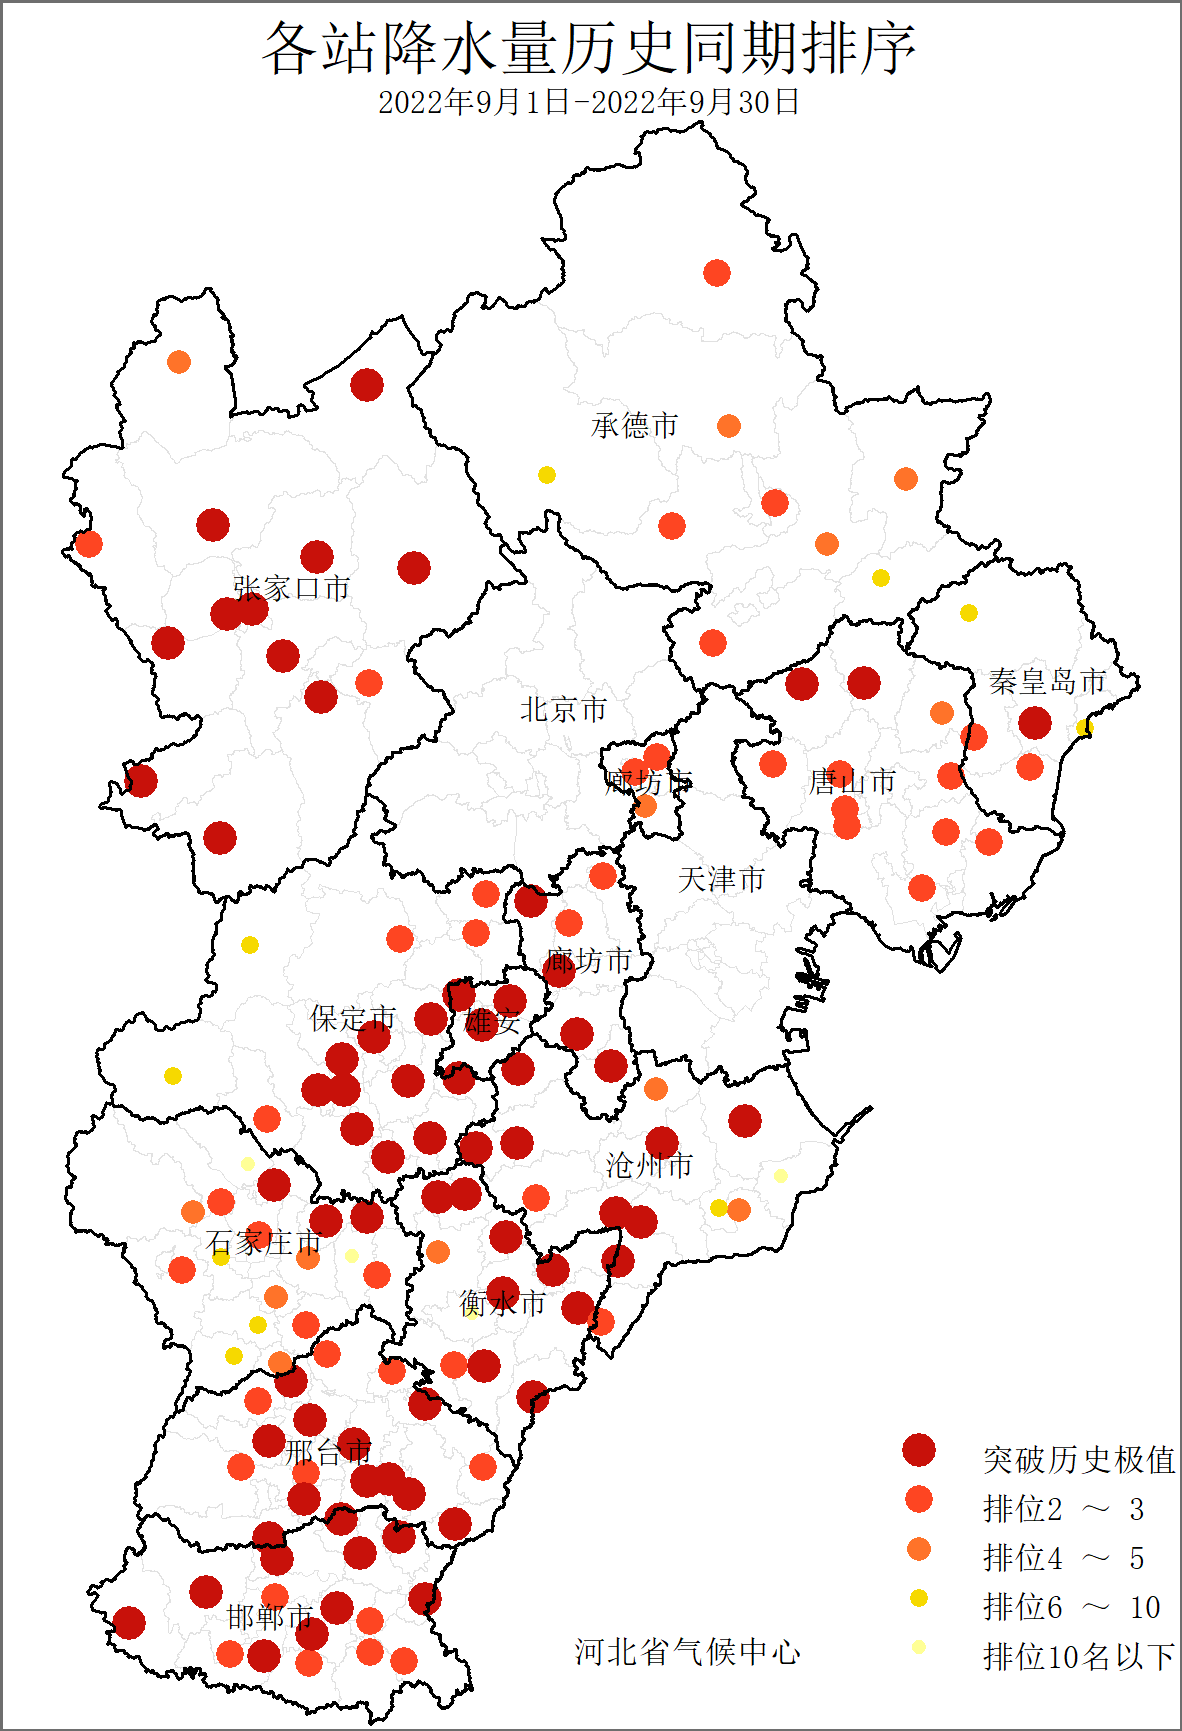 各站降水量历史同期排序
2022年9月1日-2022年9月30日
承德市
张家口市
秦皇岛市
北京市
廊坊市
唐山市
天津市
廊坊市
保定市
雄安
沧州市
石家庄市
衡水市
邢台市
邯郸市
突破历史极值
排位2 ～ 3
排位4 ～ 5
排位6 ～ 10
排位10名以下
河北省气候中心